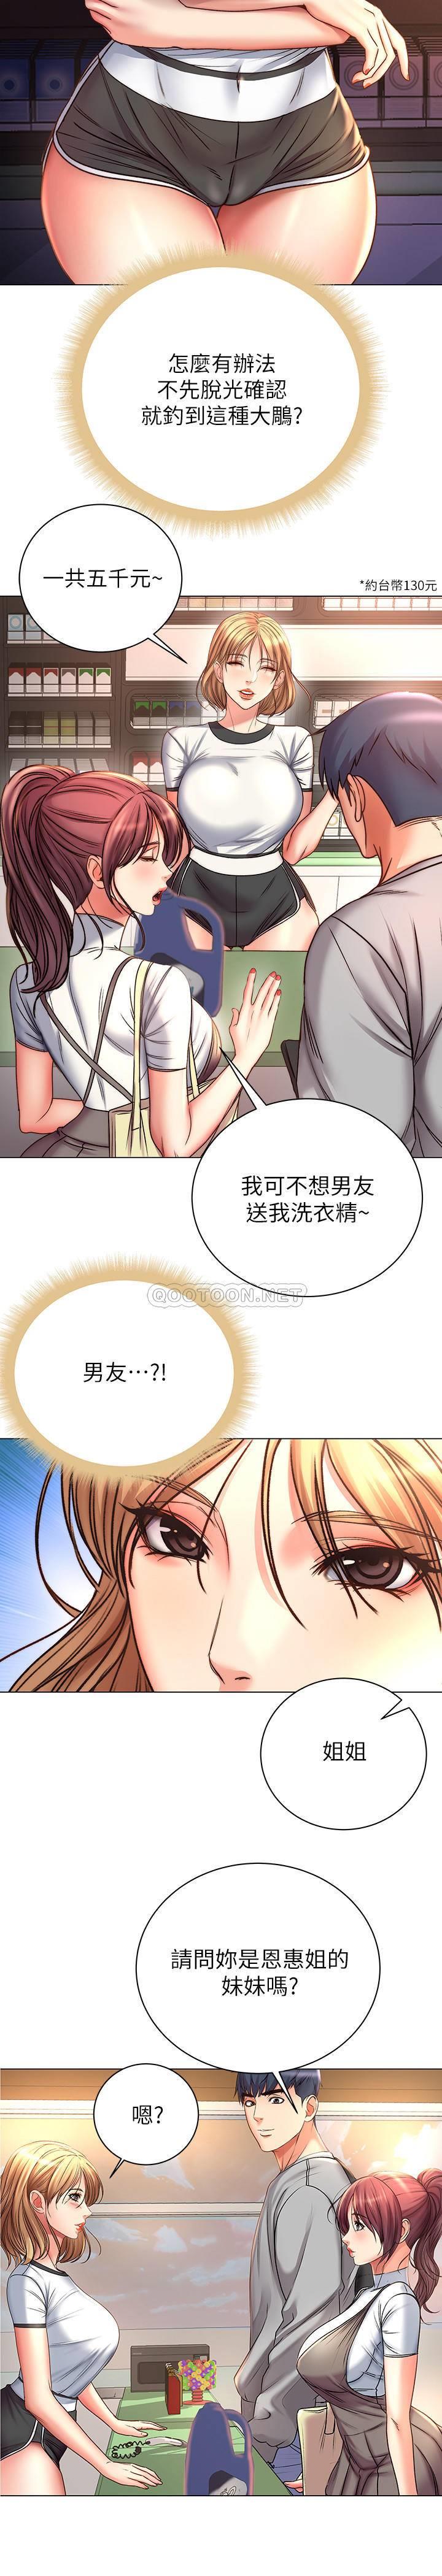 怎麼有辦法
不先脫光確認
就釣到這種大鵰?
一共五千元~
*約台幣130元
我可不想男友
送我洗衣精~
QOOTOON.NET
男友…?!
姐姐
請問妳是恩惠姐的
妹妹嗎?
嗯?